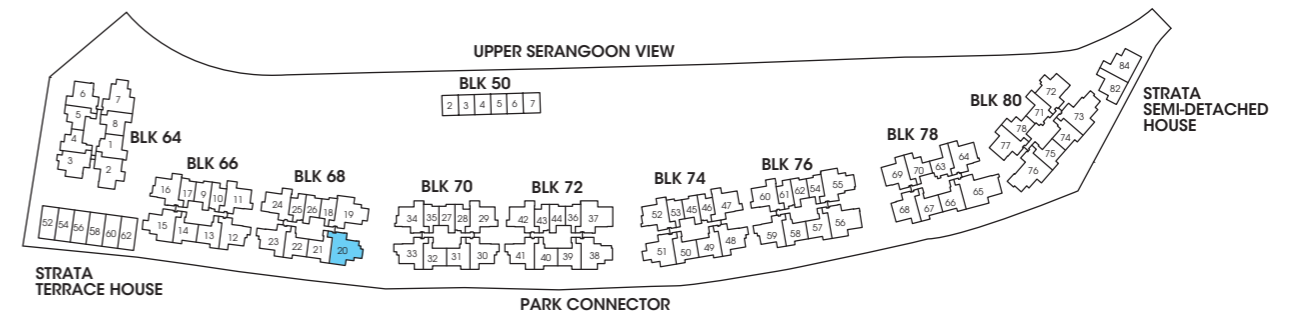 UPPER SERANGOON VIEW
BLK 50
2 3 4 5 6 7
BLK 64
6 7
5 8
4 1
3 2
BLK 66
16 17 9 10 11
15 14 13 12
BLK 68
24 25 26 18 19
23 22 21 20
BLK 70
34 35 27 28 29
33 32 31 30
BLK 72
42 43 44 36 37
41 40 39 38
BLK 74
52 53 45 46 47
51 50 49 48
BLK 76
60 61 62 54 55
59 58 57 56
BLK 78
69 70 63 64
68 67 66 65
BLK 80
72
71 73
78 74
77 75
76
84
82
STRATA
SEMI-DETACHED
HOUSE
52 54 56 58 60 62
STRATA
TERRACE HOUSE
PARK CONNECTOR